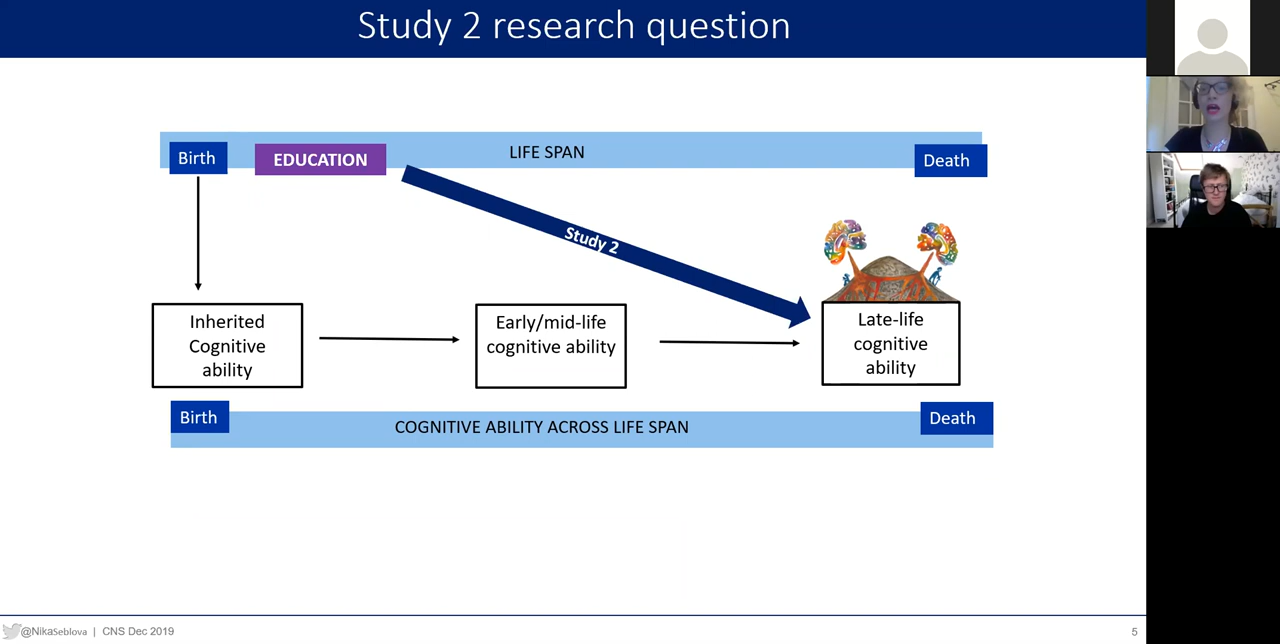 Study 2 research question
Birth
EDUCATION
LIFE SPAN
Death
Study 2
Inherited
Cognitive
ability
Early/mid-life
cognitive ability
Late-life
cognitive
ability
Birth
COGNITIVE ABILITY ACROSS LIFE SPAN
Death
@NikaSeblova | CNS Dec 2019
5